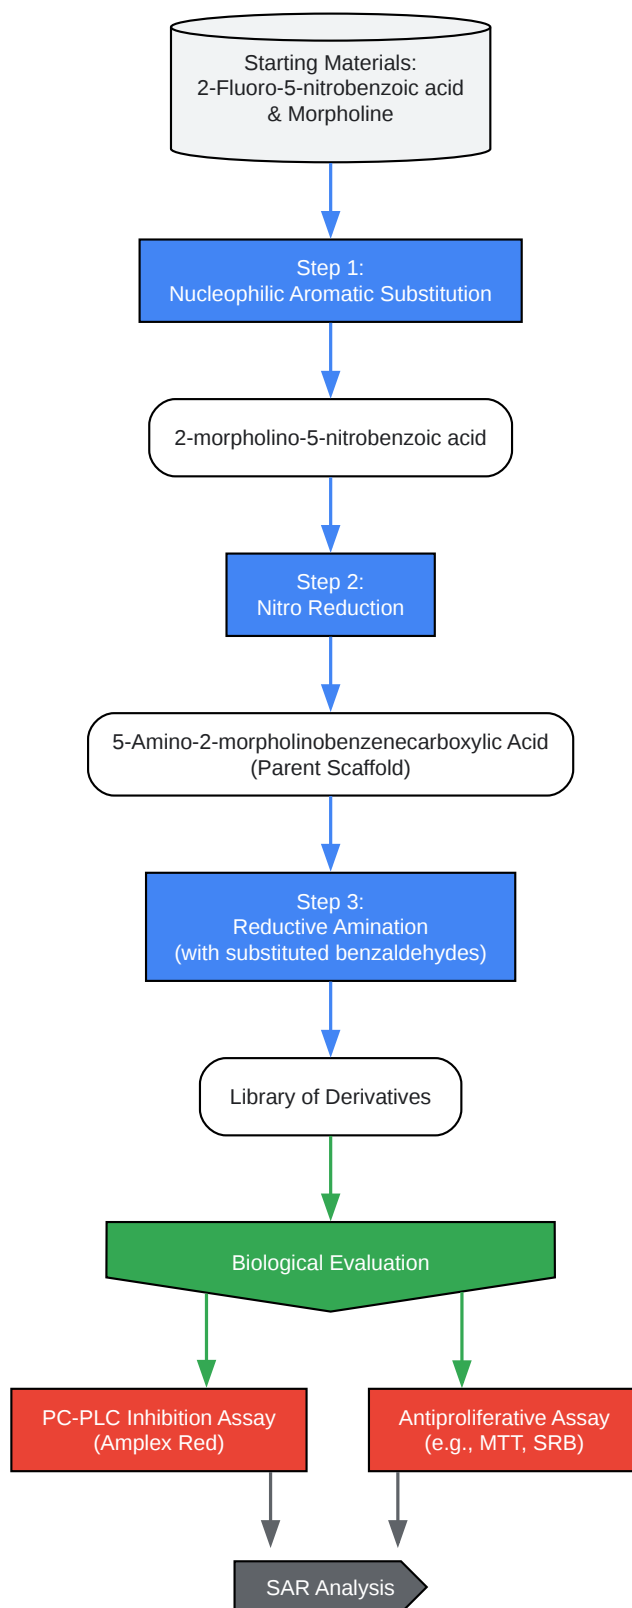 Starting Materials:
2-Fluoro-5-nitrobenzoic acid
& Morpholine
Step 1:
Nucleophilic Aromatic Substitution
2-morpholino-5-nitrobenzoic acid
Step 2:
Nitro Reduction
5-Amino-2-morpholinobenzenecarboxylic Acid
(Parent Scaffold)
Step 3:
Reductive Amination
(with substituted benzaldehydes)
Library of Derivatives
Biological Evaluation
PC-PLC Inhibition Assay
(Amplex Red)
Antiproliferative Assay
(e.g., MTT, SRB)
SAR Analysis